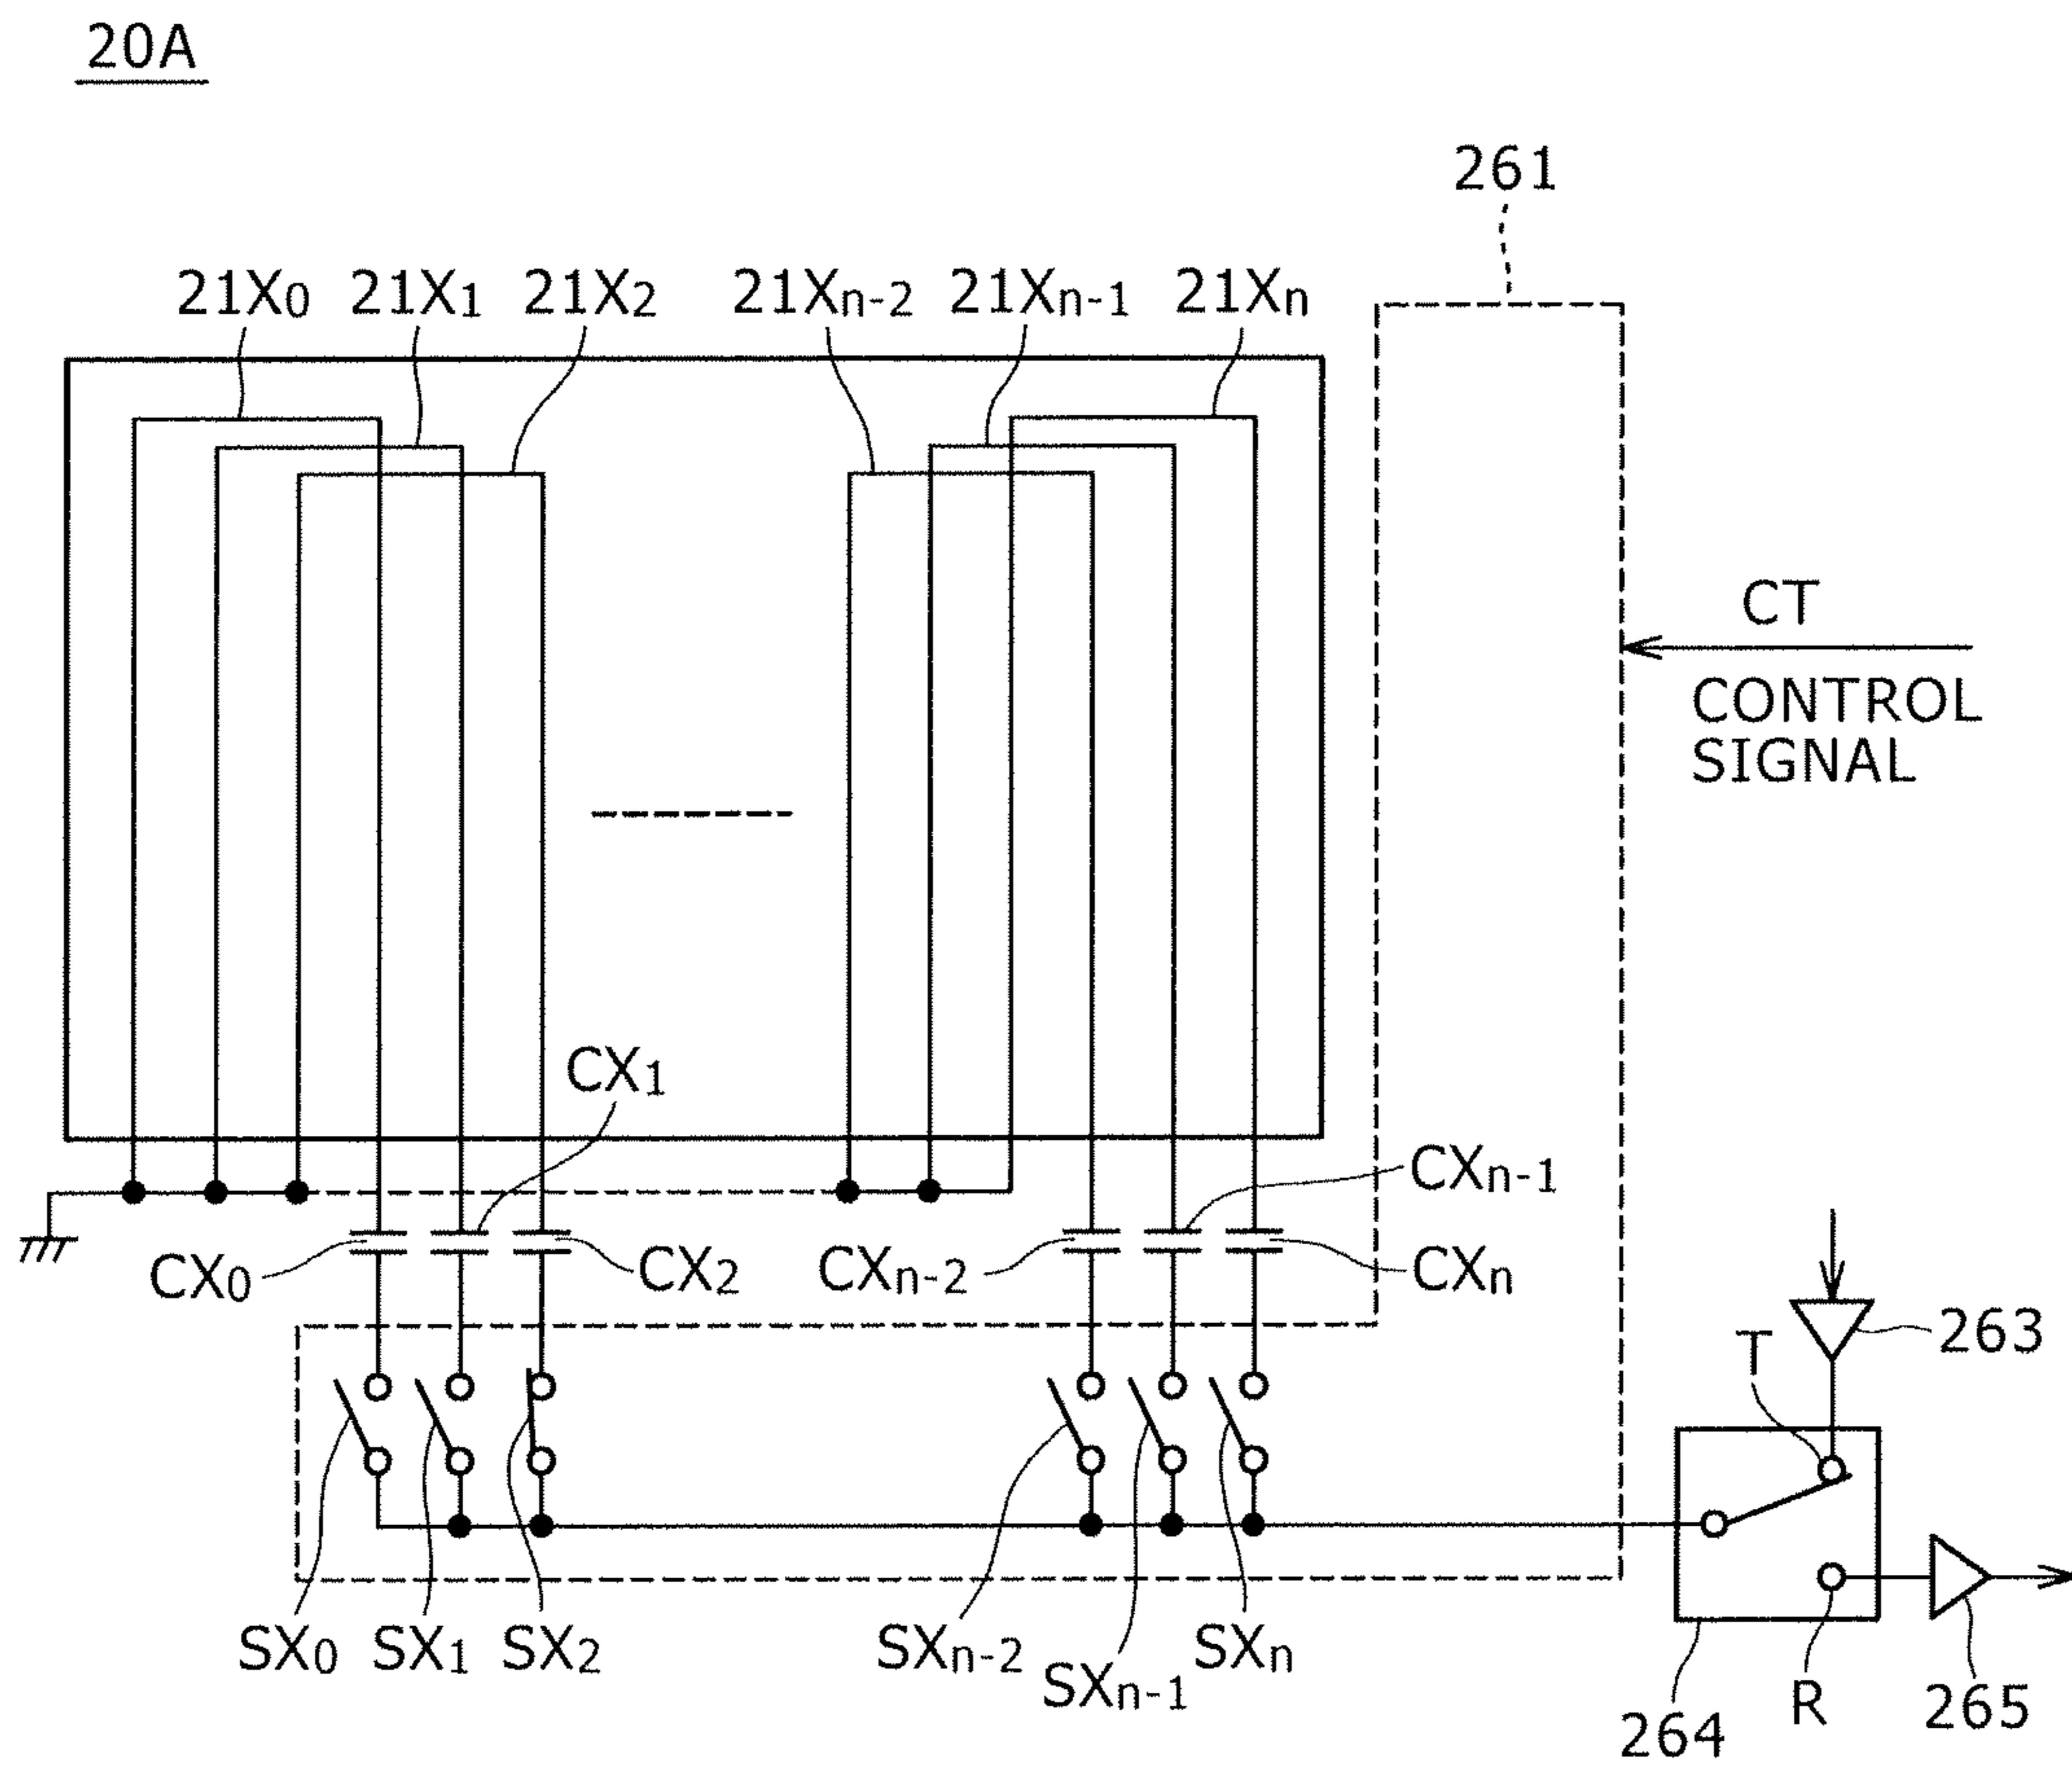 20A
261
21X0 21X1 21X2 21Xn-2 21Xn-1 21Xn
CT
CONTROL
SIGNAL
CX1
CXn-1
CX0 CX2 CXn-2 CXn
263
T
SX0 SX1 SX2 SXn-2 SXn-1 SXn
264 R 265